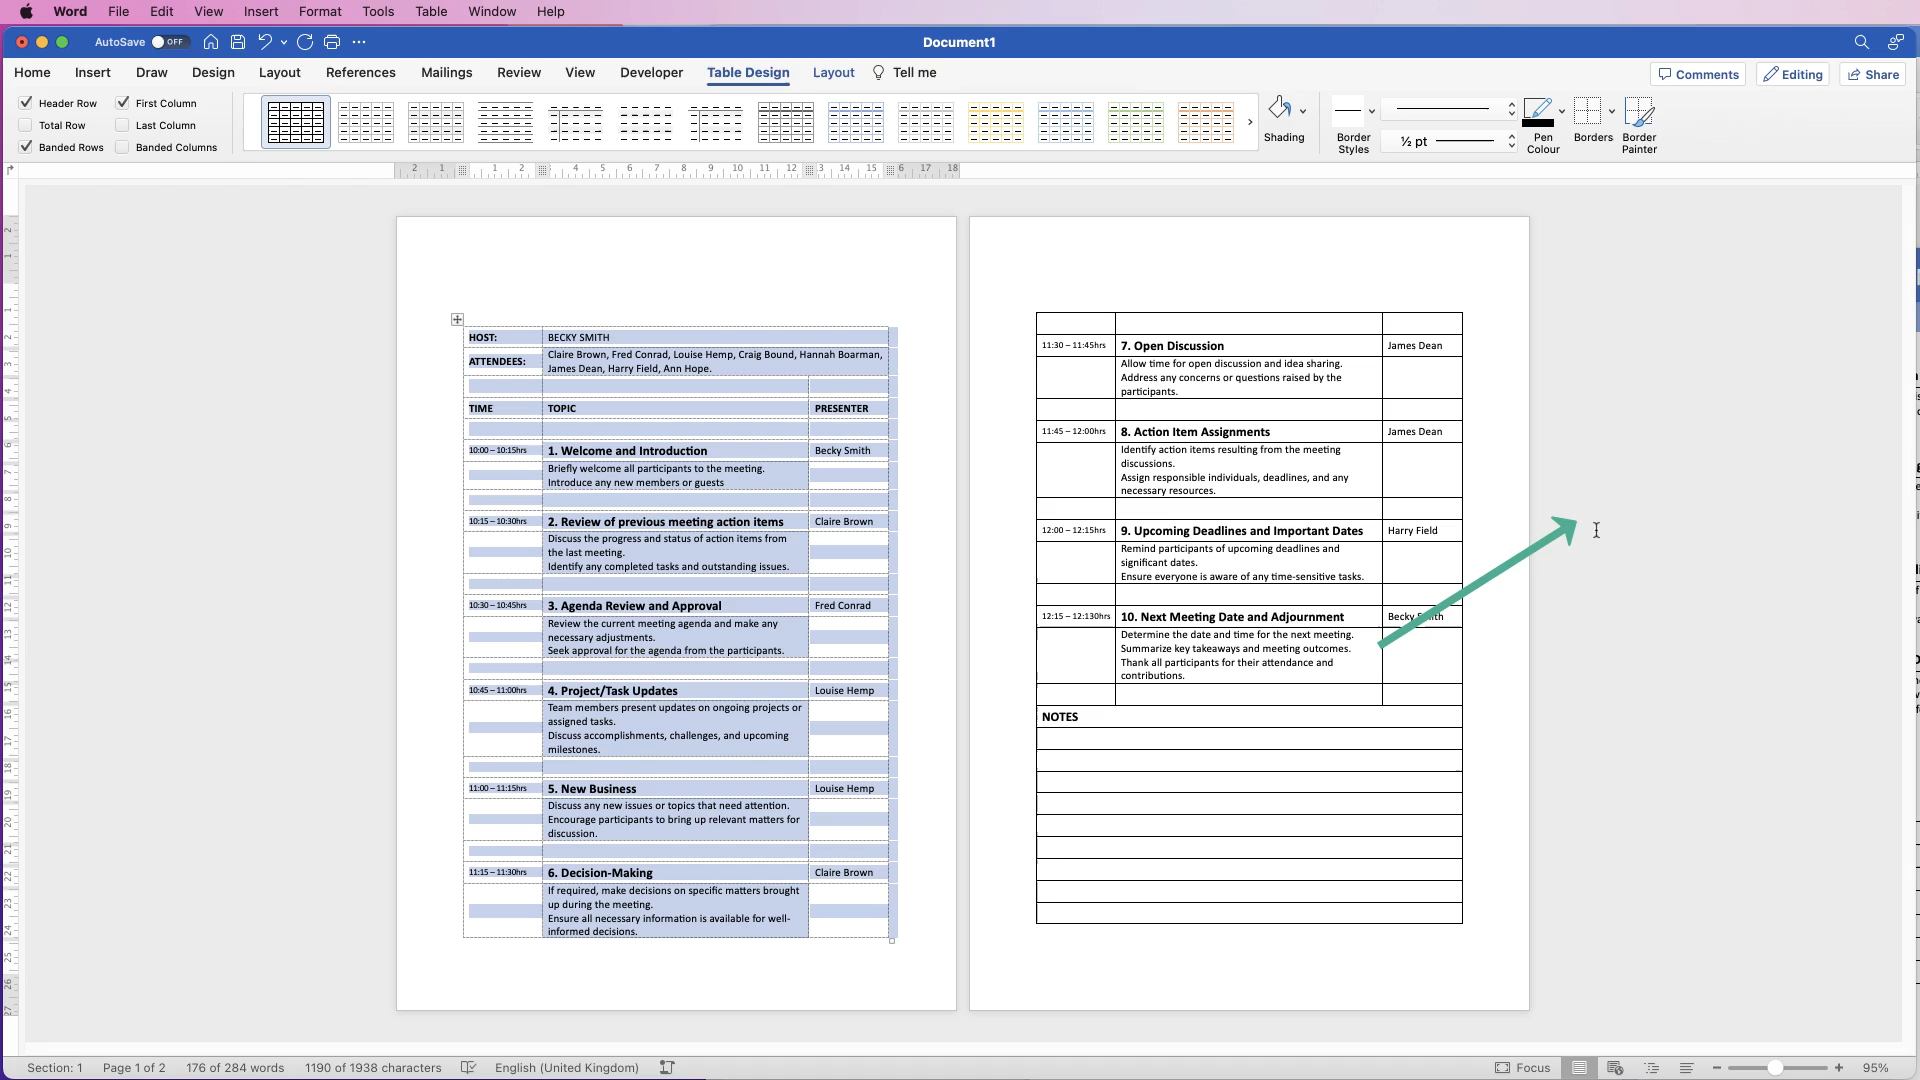 Word File Edit View Insert Format Tools Table Window Help
AutoSave OFF
Document1
Home Insert Draw Design Layout References Mailings Review View Developer Table Design Layout Tell me
Comments Editing Share
Header Row First Column
Total Row Last Column
Banded Rows Banded Columns
Shading
Border Styles
½ pt
Pen Colour
Borders
Border Painter
HOST: BECKY SMITH
ATTENDEES: Claire Brown, Fred Conrad, Louise Hemp, Craig Bound, Hannah Boarman,
James Dean, Harry Field, Ann Hope.
TIME TOPIC PRESENTER
10:00 – 10:15hrs 1. Welcome and Introduction Becky Smith
Briefly welcome all participants to the meeting.
Introduce any new members or guests
10:15 – 10:30hrs 2. Review of previous meeting action items Claire Brown
Discuss the progress and status of action items from
the last meeting.
Identify any completed tasks and outstanding issues.
10:30 – 10:45hrs 3. Agenda Review and Approval Fred Conrad
Review the current meeting agenda and make any
necessary adjustments.
Seek approval for the agenda from the participants.
10:45 – 11:00hrs 4. Project/Task Updates Louise Hemp
Team members present updates on ongoing projects or
assigned tasks.
Discuss accomplishments, challenges, and upcoming
milestones.
11:00 – 11:15hrs 5. New Business Louise Hemp
Discuss any new issues or topics that need attention.
Encourage participants to bring up relevant matters for
discussion.
11:15 – 11:30hrs 6. Decision-Making Claire Brown
If required, make decisions on specific matters brought
up during the meeting.
Ensure all necessary information is available for well-
informed decisions.
11:30 – 11:45hrs 7. Open Discussion James Dean
Allow time for open discussion and idea sharing.
Address any concerns or questions raised by the
participants.
11:45 – 12:00hrs 8. Action Item Assignments James Dean
Identify action items resulting from the meeting
discussions.
Assign responsible individuals, deadlines, and any
necessary resources.
12:00 – 12:15hrs 9. Upcoming Deadlines and Important Dates Harry Field
Remind participants of upcoming deadlines and
significant dates.
Ensure everyone is aware of any time-sensitive tasks.
12:15 – 12:130hrs 10. Next Meeting Date and Adjournment Becky Smith
Determine the date and time for the next meeting.
Summarize key takeaways and meeting outcomes.
Thank all participants for their attendance and
contributions.
NOTES
Section: 1 Page 1 of 2 176 of 284 words 1190 of 1938 characters English (United Kingdom) Focus 95%